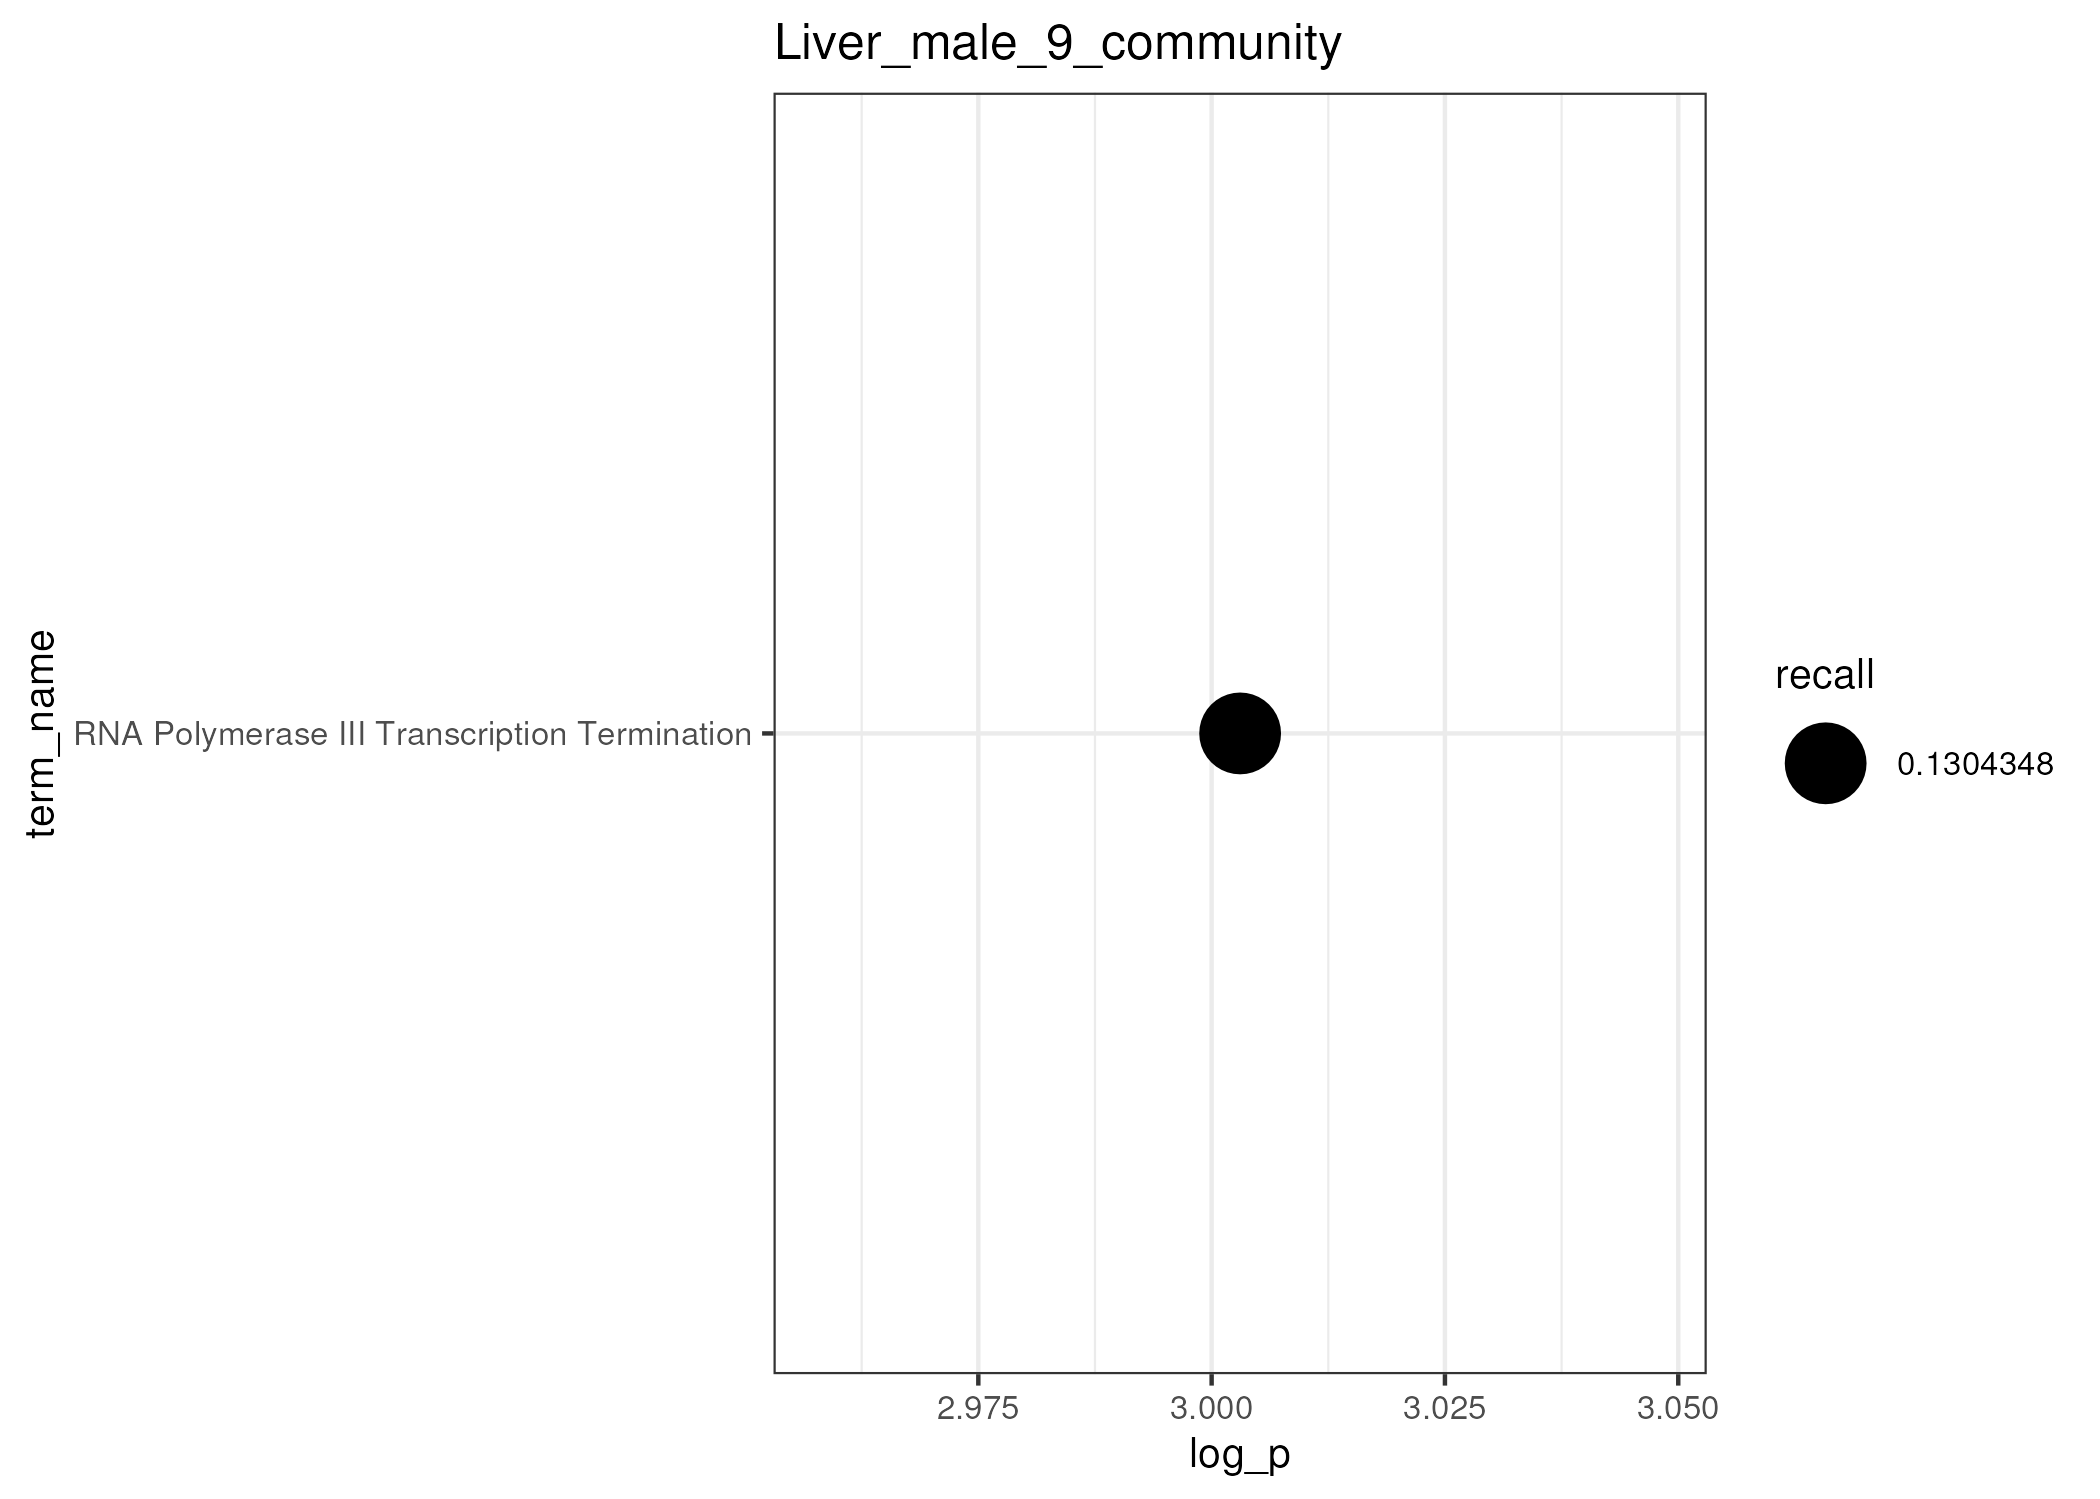 Liver_male_9_community
term_name
RNA Polymerase III Transcription Termination
recall
0.1304348
2.975 3.000 3.025 3.050
log_p